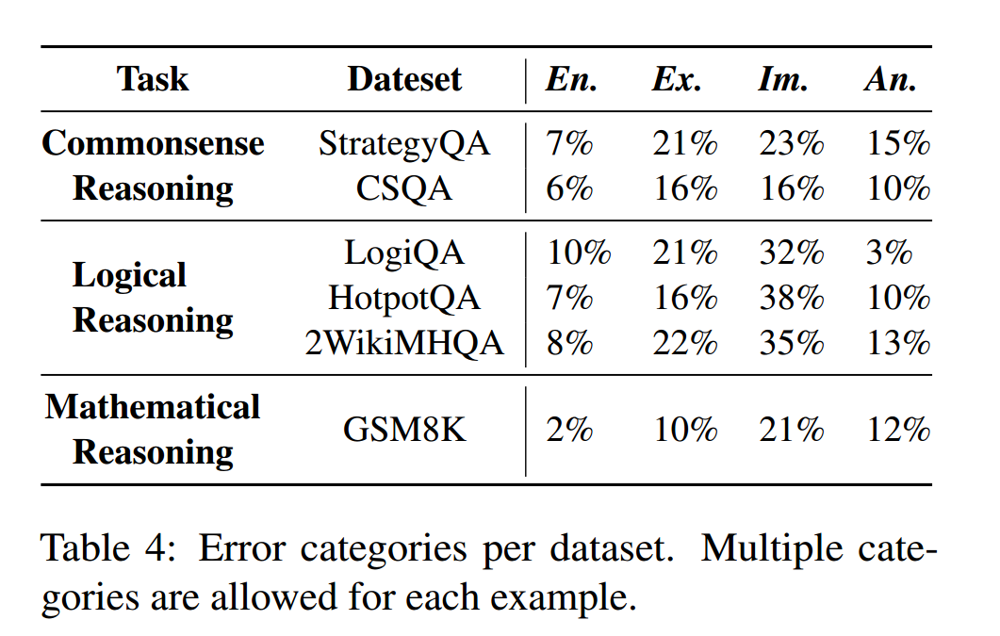 Task Dateset En. Ex. Im. An.
Commonsense Reasoning StrategyQA 7% 21% 23% 15%
CSQA 6% 16% 16% 10%
Logical Reasoning LogiQA 10% 21% 32% 3%
HotpotQA 7% 16% 38% 10%
2WikiMHQA 8% 22% 35% 13%
Mathematical Reasoning GSM8K 2% 10% 21% 12%
Table 4: Error categories per dataset. Multiple cate-
gories are allowed for each example.